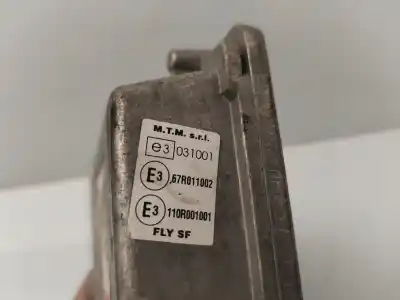 M.T.M. s.r.l.
e3 031001
E3 67R011002
E3 110R001001
FLY SF